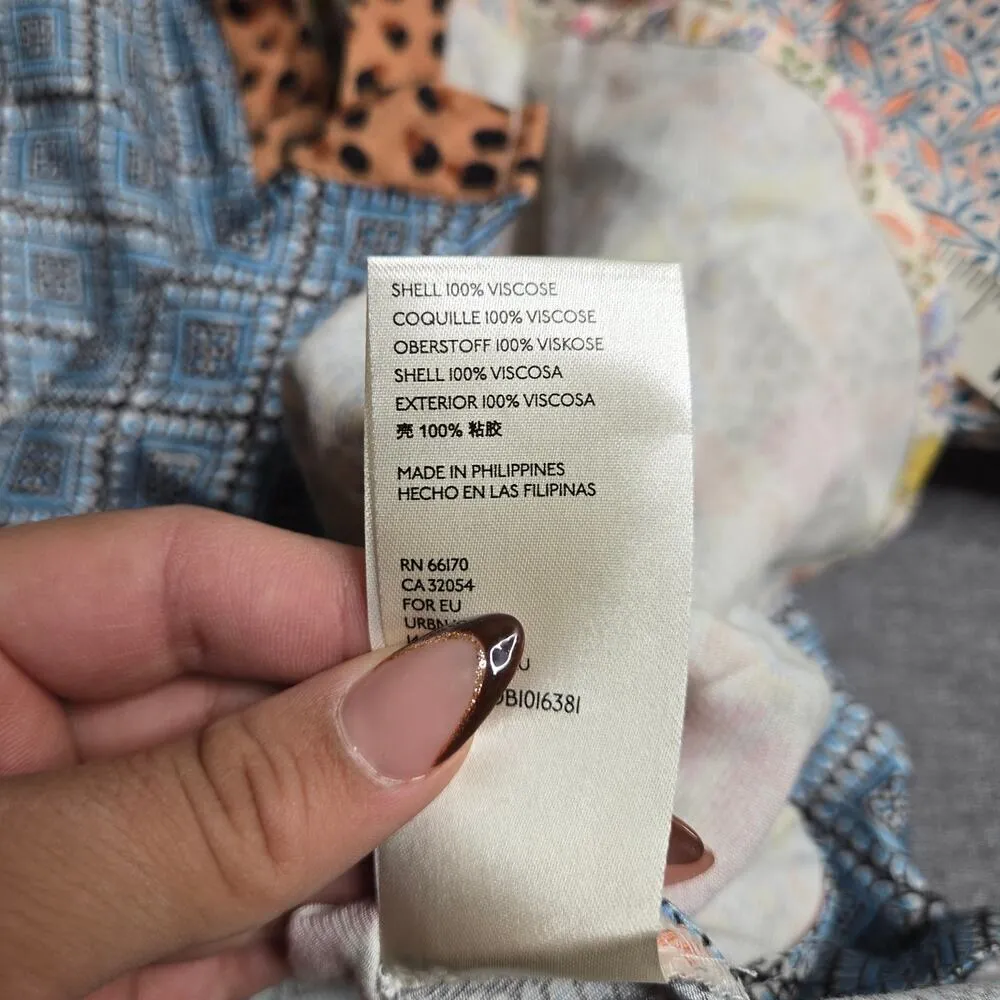 SHELL 100% VISCOSE
COQUILLE 100% VISCOSE
OBERSTOFF 100% VISKOSE
SHELL 100% VISCOSA
EXTERIOR 100% VISCOSA
壳 100% 粘胶
MADE IN PHILIPPINES
HECHO EN LAS FILIPINAS
RN 66170
CA 32054
FOR EU